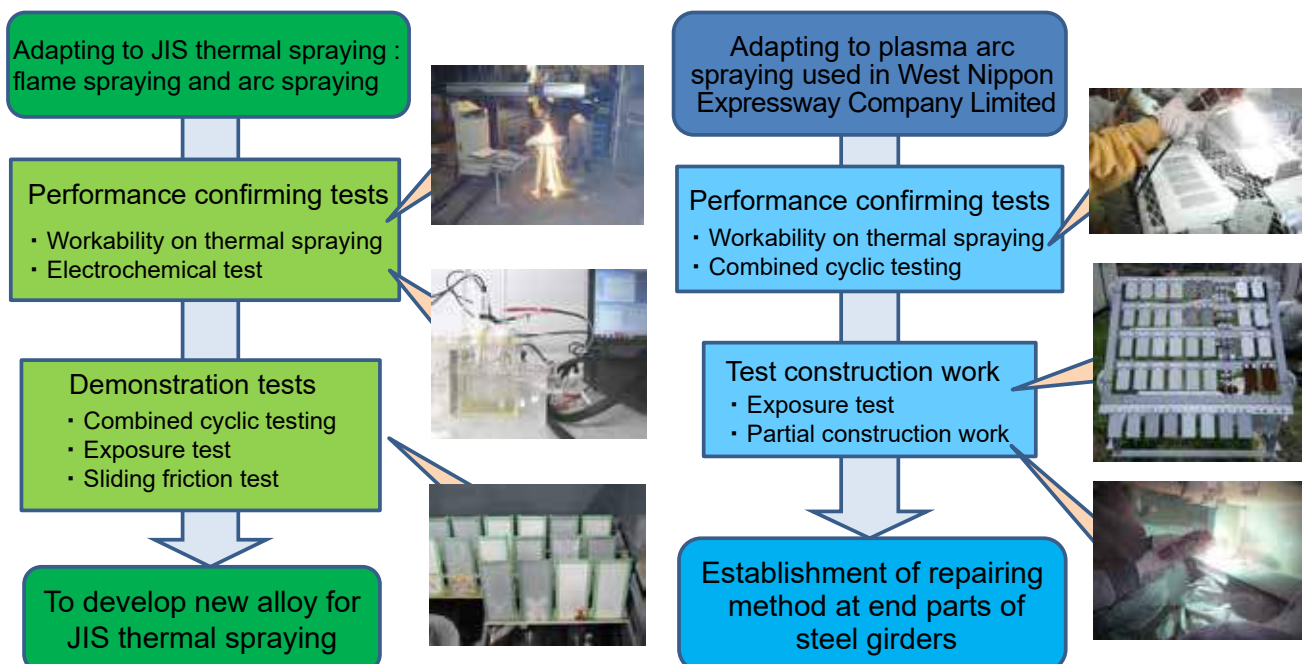 Adapting to JIS thermal spraying :
flame spraying and arc spraying
Performance confirming tests
・Workability on thermal spraying
・Electrochemical test
Demonstration tests
・Combined cyclic testing
・Exposure test
・Sliding friction test
To develop new alloy for
JIS thermal spraying
Adapting to plasma arc
spraying used in West Nippon
Expressway Company Limited
Performance confirming tests
・Workability on thermal spraying
・Combined cyclic testing
Test construction work
・Exposure test
・Partial construction work
Establishment of repairing
method at end parts of
steel girders